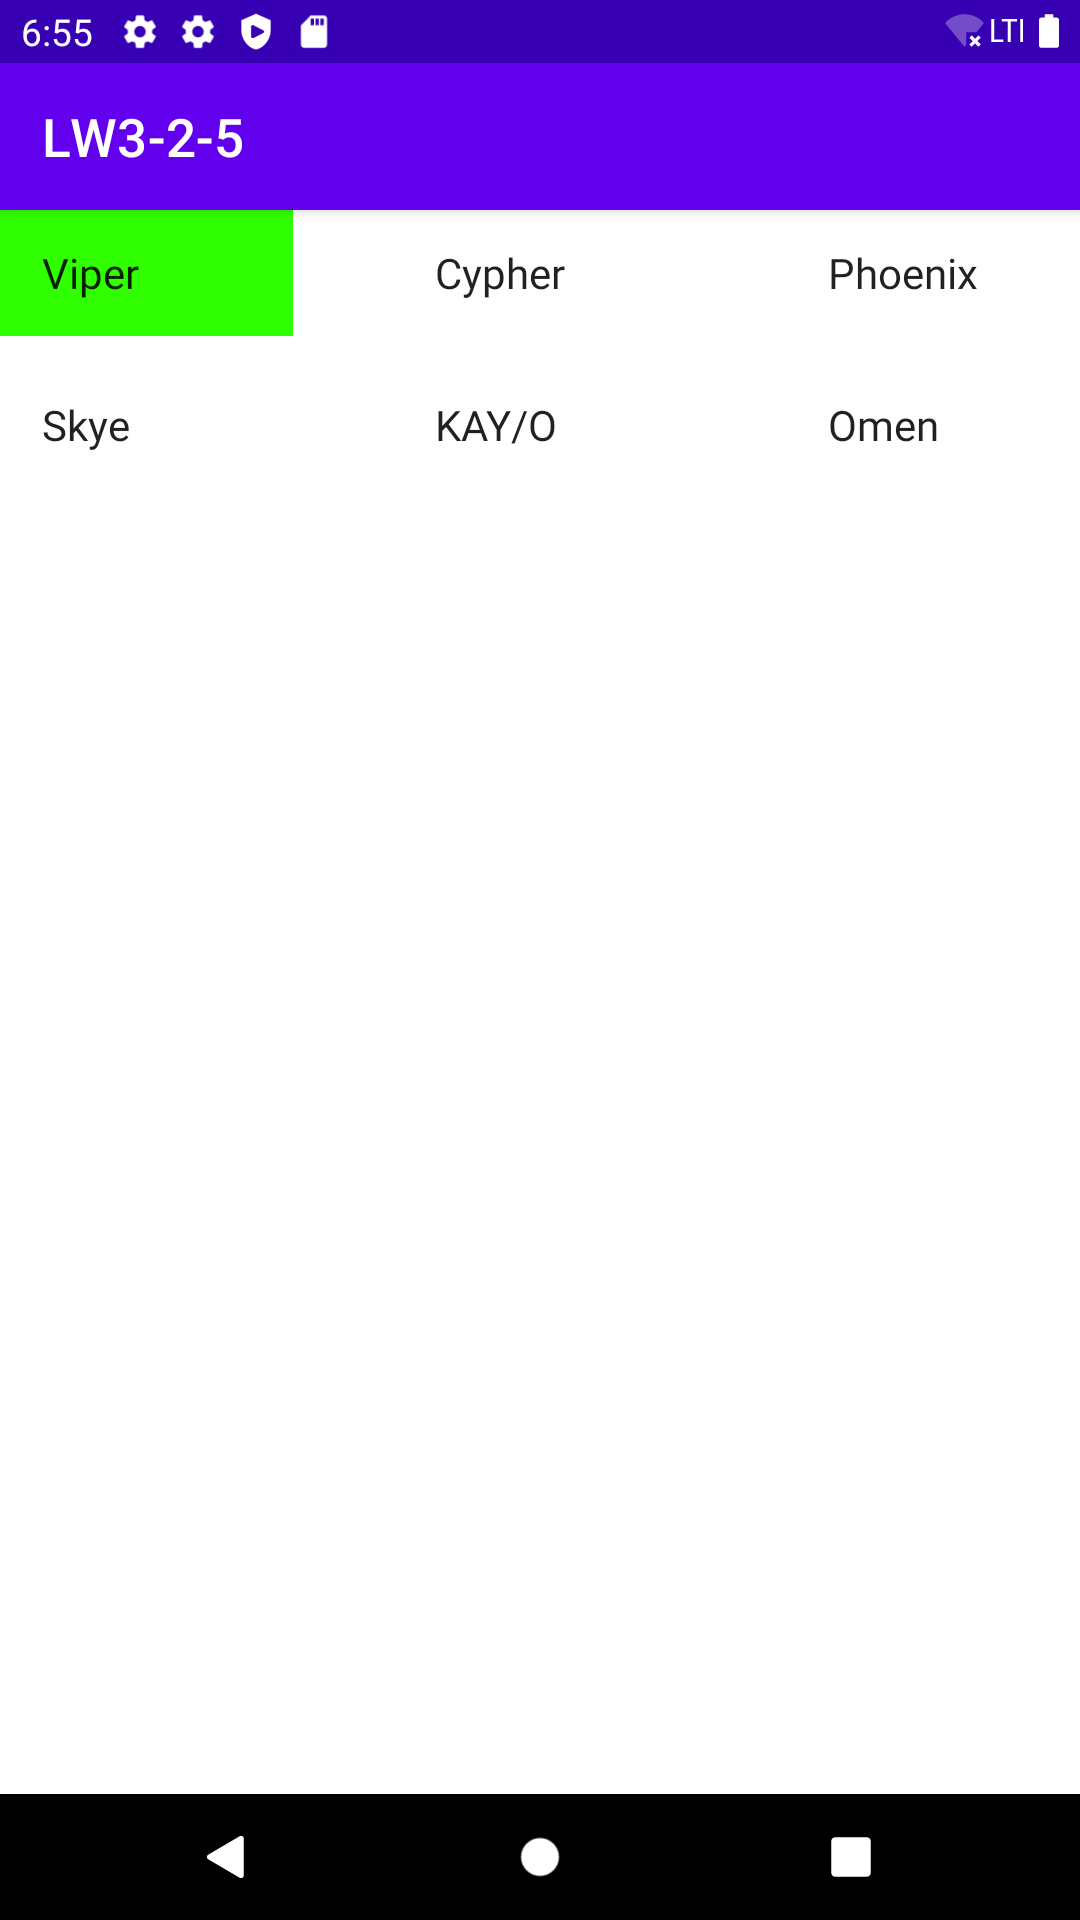 6:55 LTI
LW3-2-5
Viper Cypher Phoenix
Skye KAY/O Omen